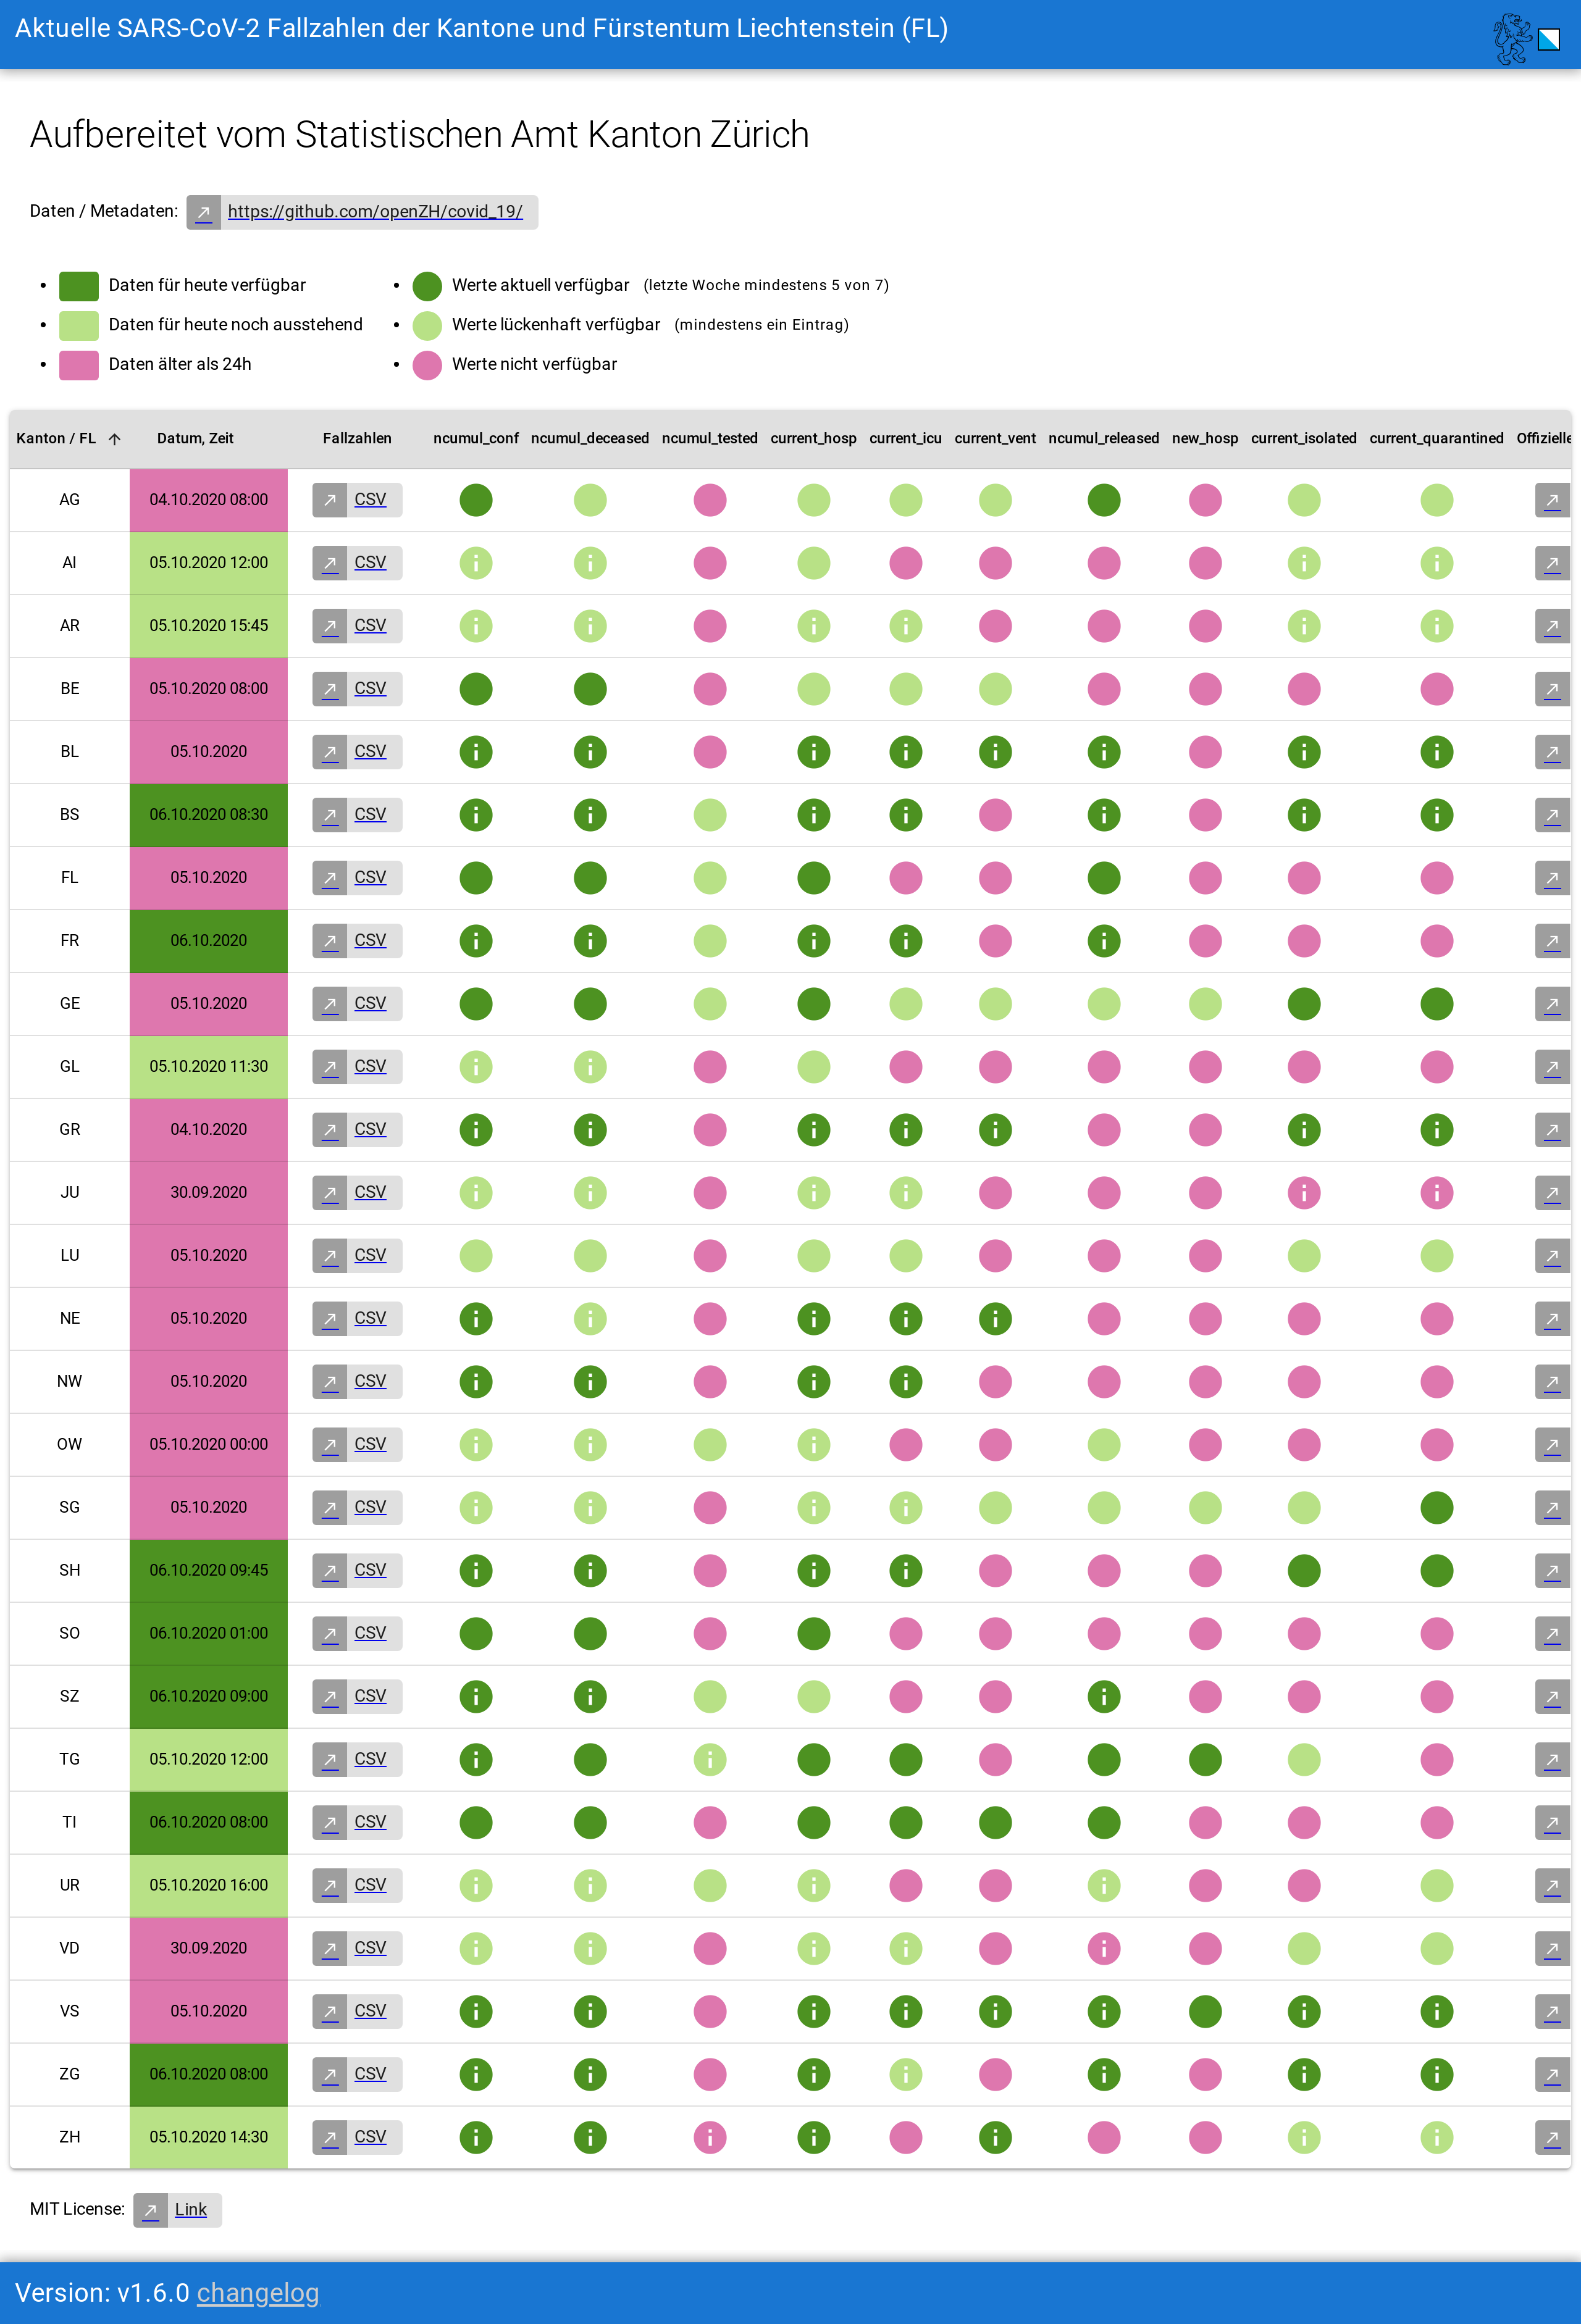 Aktuelle SARS-CoV-2 Fallzahlen der Kantone und Fürstentum Liechtenstein (FL)
Aufbereitet vom Statistischen Amt Kanton Zürich
Daten / Metadaten: https://github.com/openZH/covid_19/
Daten für heute verfügbar
Daten für heute noch ausstehend
Daten älter als 24h
Werte aktuell verfügbar (letzte Woche mindestens 5 von 7)
Werte lückenhaft verfügbar (mindestens ein Eintrag)
Werte nicht verfügbar
Kanton / FL Datum, Zeit Fallzahlen ncumul_conf ncumul_deceased ncumul_tested current_hosp current_icu current_vent ncumul_released new_hosp current_isolated current_quarantined Offizielle
AG 04.10.2020 08:00 CSV
AI 05.10.2020 12:00 CSV
AR 05.10.2020 15:45 CSV
BE 05.10.2020 08:00 CSV
BL 05.10.2020 CSV
BS 06.10.2020 08:30 CSV
FL 05.10.2020 CSV
FR 06.10.2020 CSV
GE 05.10.2020 CSV
GL 05.10.2020 11:30 CSV
GR 04.10.2020 CSV
JU 30.09.2020 CSV
LU 05.10.2020 CSV
NE 05.10.2020 CSV
NW 05.10.2020 CSV
OW 05.10.2020 00:00 CSV
SG 05.10.2020 CSV
SH 06.10.2020 09:45 CSV
SO 06.10.2020 01:00 CSV
SZ 06.10.2020 09:00 CSV
TG 05.10.2020 12:00 CSV
TI 06.10.2020 08:00 CSV
UR 05.10.2020 16:00 CSV
VD 30.09.2020 CSV
VS 05.10.2020 CSV
ZG 06.10.2020 08:00 CSV
ZH 05.10.2020 14:30 CSV
MIT License: Link
Version: v1.6.0 changelog